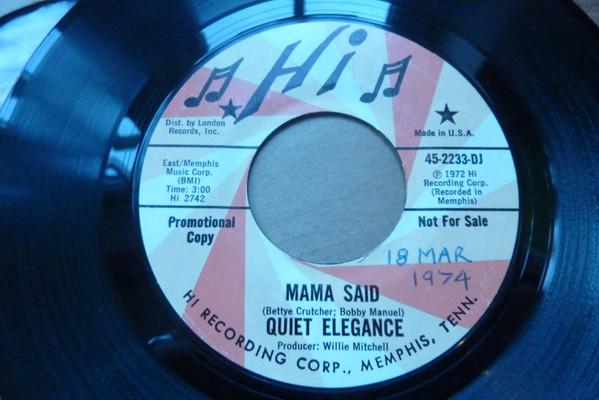 Hi
Dist. by London
Records, Inc.
Made in U.S.A.
East/Memphis
Music Corp.
(BMI)
Time: 3:00
Hi 2742
45-2233-DJ
℗ 1972 Hi
Recording Corp.
(Recorded in
Memphis)
Promotional
Copy
Not For Sale
18 MAR
1974
MAMA SAID
(Bettye Crutcher; Bobby Manuel)
QUIET ELEGANCE
Producer: Willie Mitchell
HI RECORDING CORP., MEMPHIS, TENN.